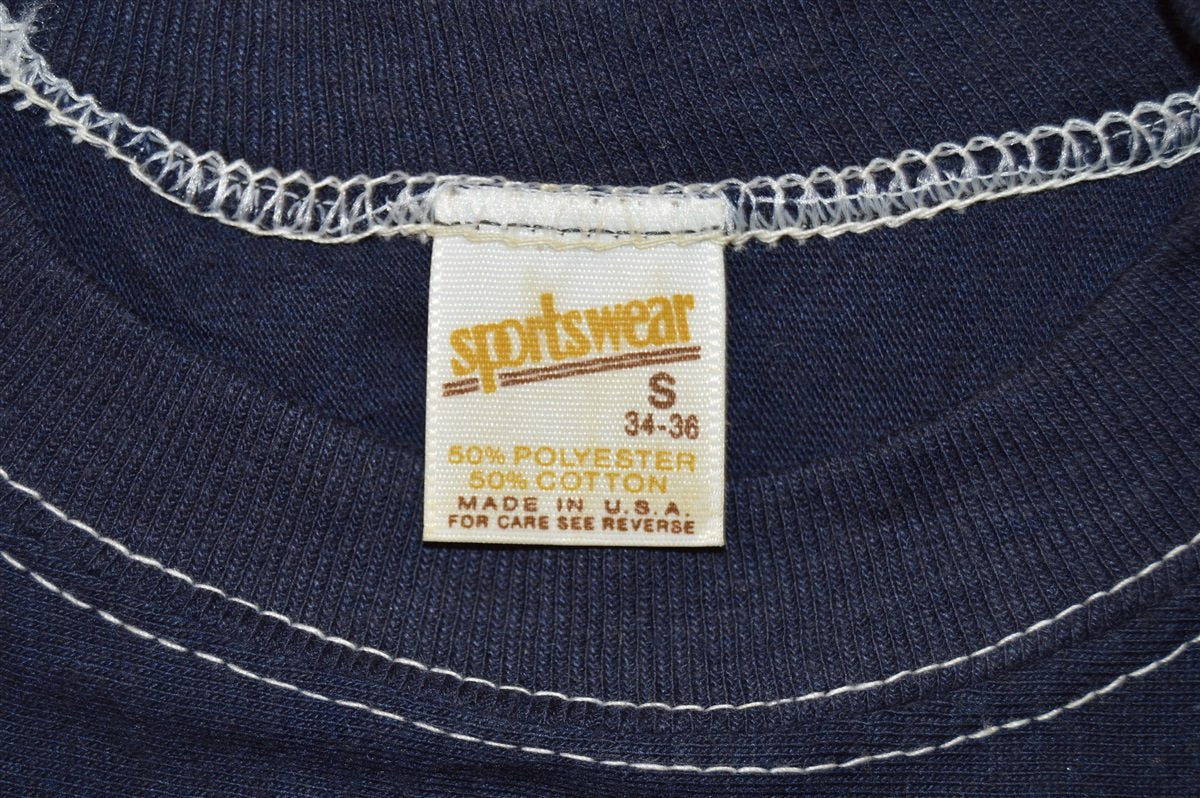 sportswear
S
34-36
50% POLYESTER
50% COTTON
MADE IN U.S.A.
FOR CARE SEE REVERSE